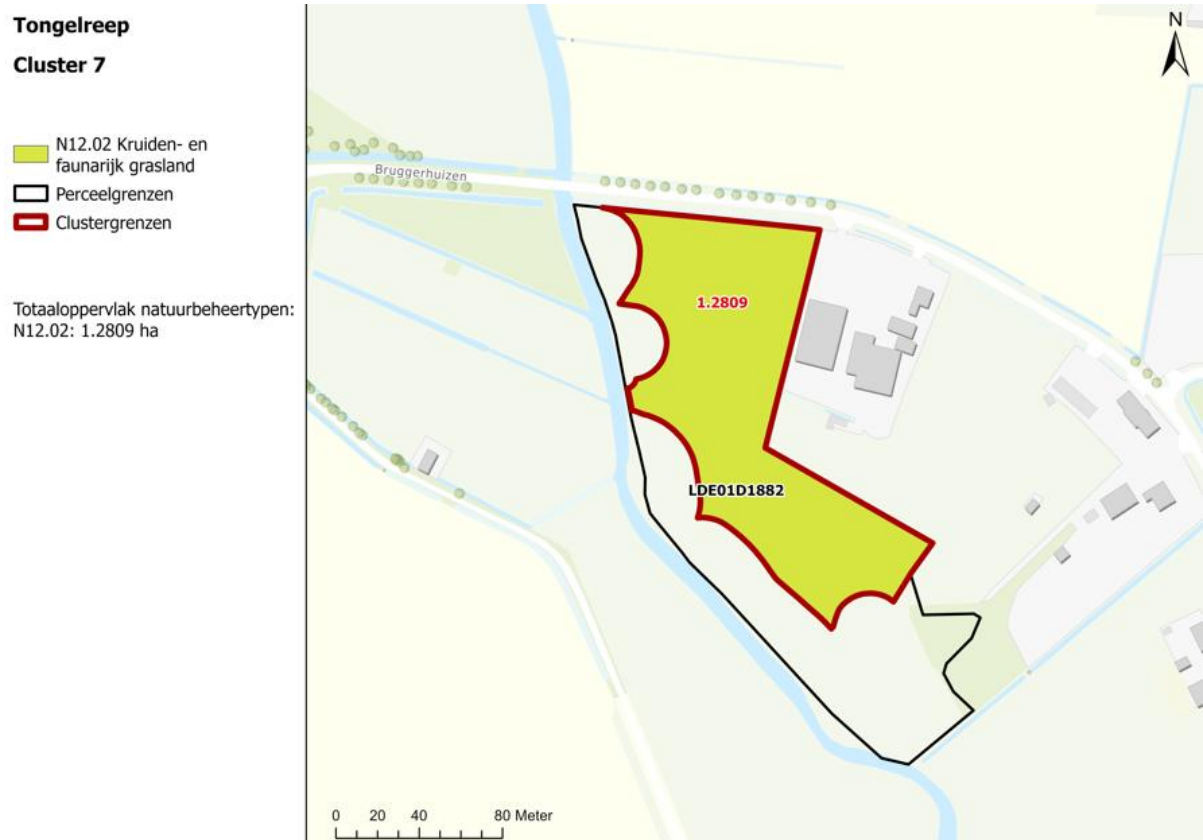 Tongelreep
Cluster 7
N12.02 Kruiden- en
faunarijk grasland
Perceelgrenzen
Clustergrenzen
Totaaloppervlak natuurbeheertypen:
N12.02: 1.2809 ha
N
Bruggerhuizen
1.2809
LDE01D1882
0 20 40 80 Meter